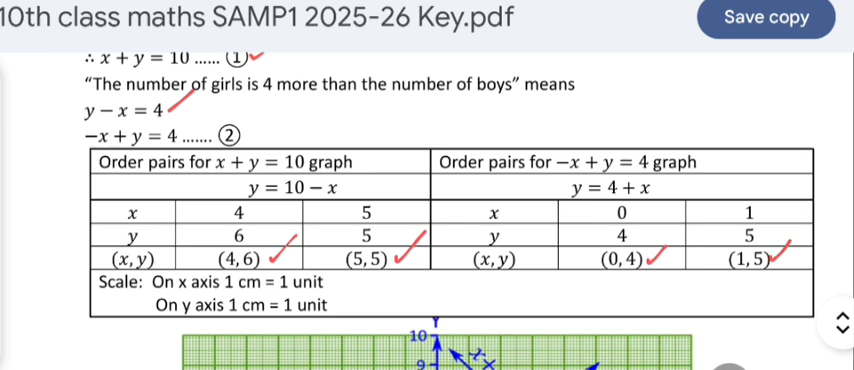 10th class maths SAMP1 2025-26 Key.pdf
Save copy
∴ x + y = 10 ...... ①
“The number of girls is 4 more than the number of boys” means
y − x = 4
−x + y = 4 ....... ②
Order pairs for x + y = 10 graph Order pairs for −x + y = 4 graph
y = 10 − x y = 4 + x
x 4 5 x 0 1
y 6 5 y 4 5
(x, y) (4, 6) (5, 5) (x, y) (0, 4) (1, 5)
Scale: On x axis 1 cm = 1 unit
On y axis 1 cm = 1 unit
Y
10
9